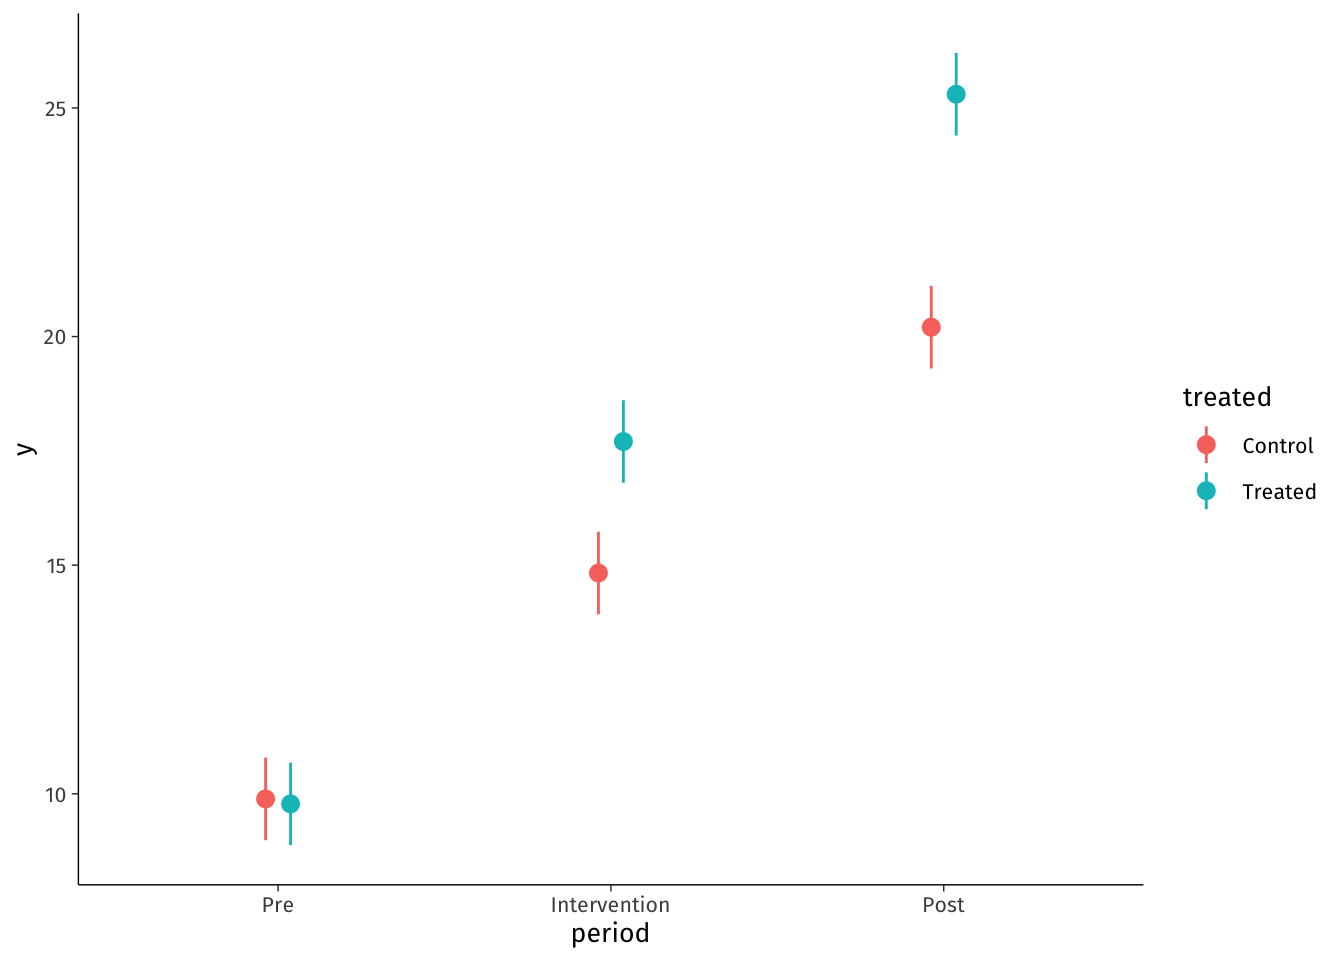 25
20
15
10
y
Pre
Intervention
Post
period
treated
Control
Treated